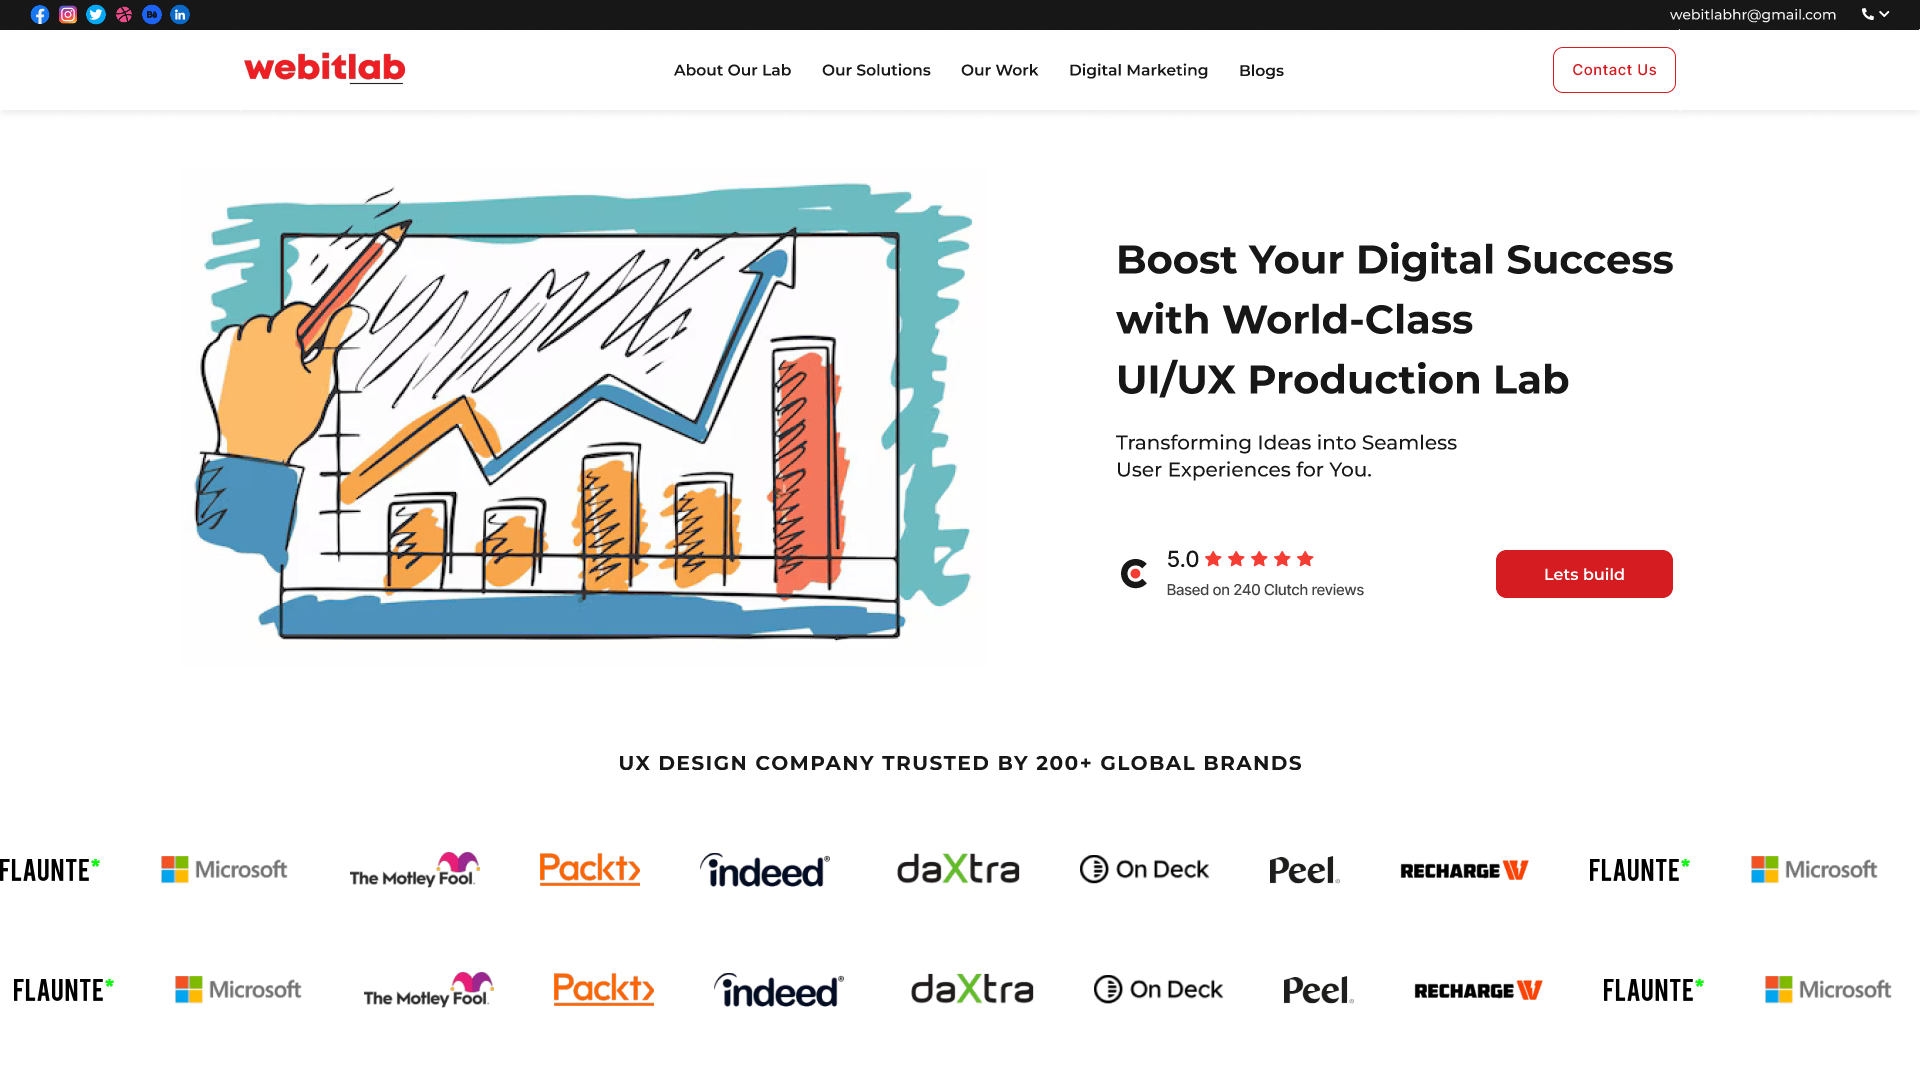 webitlabhr@gmail.com
webitlab
About Our Lab
Our Solutions
Our Work
Digital Marketing
Blogs
Contact Us
Boost Your Digital Success
with World-Class
UI/UX Production Lab
Transforming Ideas into Seamless
User Experiences for You.
5.0
Based on 240 Clutch reviews
Lets build
UX DESIGN COMPANY TRUSTED BY 200+ GLOBAL BRANDS
FLAUNTE* Microsoft The Motley Fool. Packt> indeed® daXtra On Deck Peel RECHARGE FLAUNTE* Microsoft
FLAUNTE* Microsoft The Motley Fool. Packt> indeed® daXtra On Deck Peel RECHARGE FLAUNTE* Microsoft